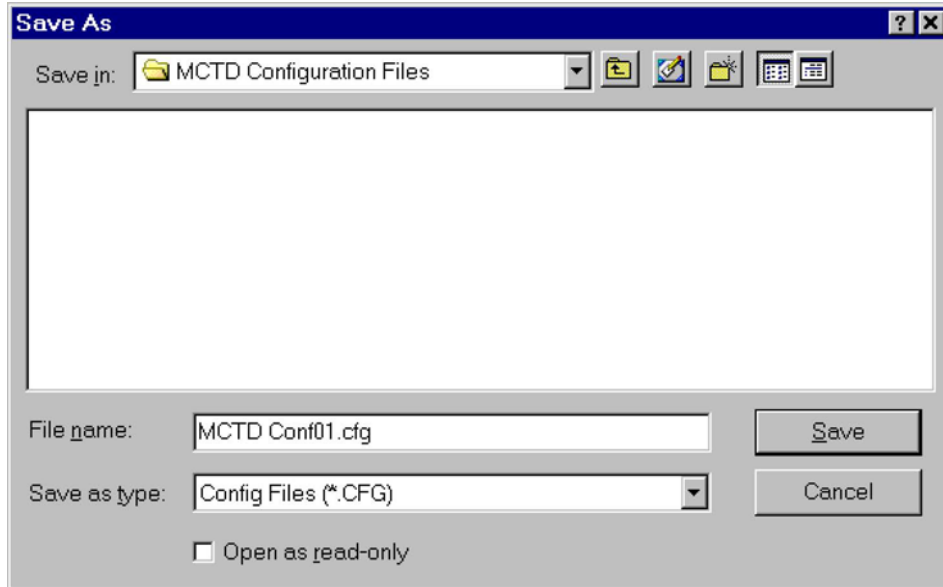 Save As
Save in: MCTD Configuration Files
File name: MCTD Conf01.cfg Save
Save as type: Config Files (*.CFG) Cancel
Open as read-only